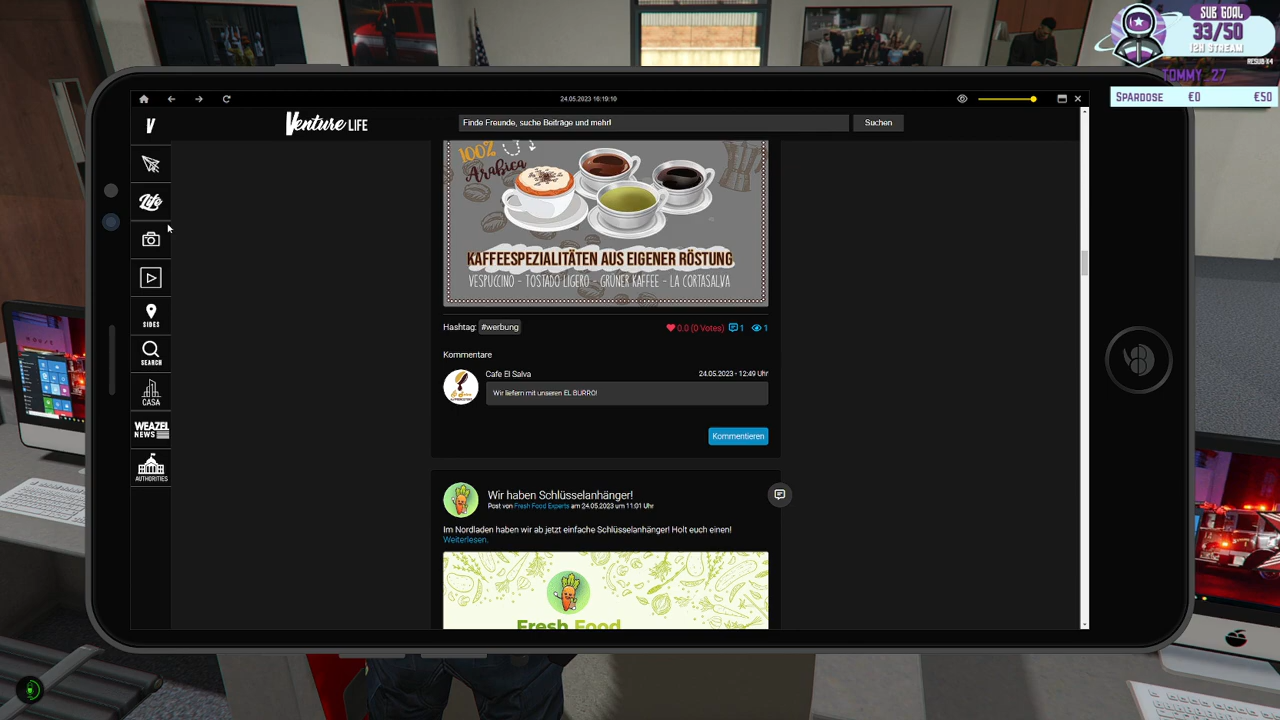 SUB GOAL
33/50
12H STREAM
RESUB X4
TOMMY_27
SPARDOSE €0 €50
24.05.2023 16:19:10
V
Venture LIFE
Finde Freunde, suche Beiträge und mehr!
Suchen
Life
SIDES
SEARCH
CASA
WEAZEL
NEWS
AUTHORITIES
100%
Arabica
KAFFEESPEZIALITÄTEN AUS EIGENER RÖSTUNG
VESPUCCINO - TOSTADO LIGERO - GRÜNER KAFFEE - LA CORTASALVA
Hashtag: #werbung
0.0 (0 Votes) 1 1
Kommentare
Cafe El Salva
24.05.2023 - 12:49 Uhr
Wir liefern mit unseren EL BURRO!
Kommentieren
Wir haben Schlüsselanhänger!
Post von Fresh Food Experts am 24.05.2023 um 11:01 Uhr
Im Nordladen haben wir ab jetzt einfache Schlüsselanhänger! Holt euch einen!
Weiterlesen.
Fresh Food